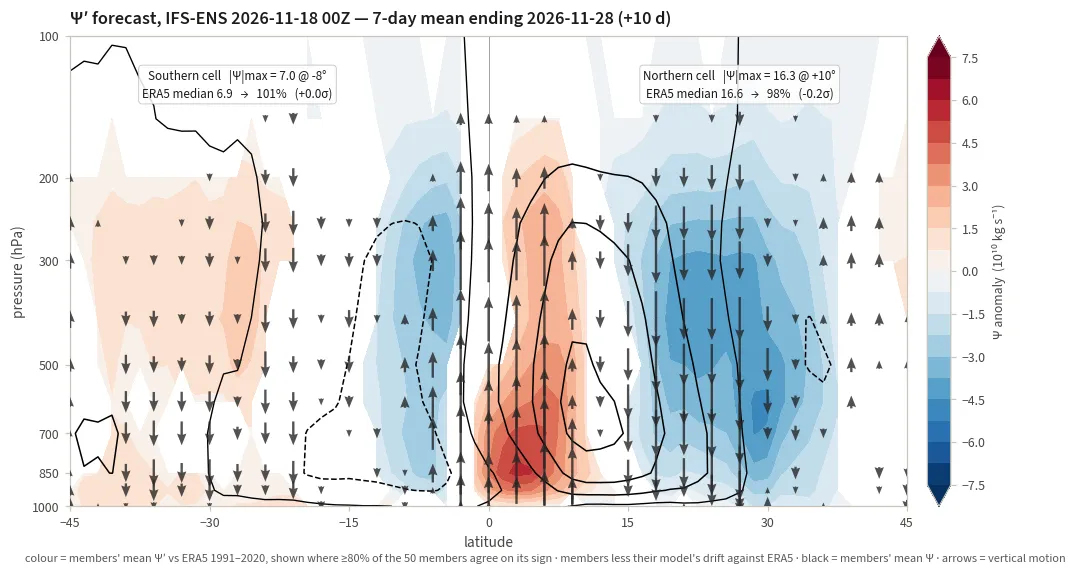 Ψ′ forecast, IFS-ENS 2026-11-18 00Z — 7-day mean ending 2026-11-28 (+10 d)
Southern cell |Ψ|max = 7.0 @ -8°
ERA5 median 6.9 → 101% (+0.0σ)
Northern cell |Ψ|max = 16.3 @ +10°
ERA5 median 16.6 → 98% (-0.2σ)
pressure (hPa)
100
200
300
400
500
700
850
1000
−45
−30
−15
0
15
30
45
latitude
7.5
6.0
4.5
3.0
1.5
0.0
−1.5
−3.0
−4.5
−6.0
−7.5
Ψ anomaly (10¹⁰ kg s⁻¹)
colour = members' mean Ψ′ vs ERA5 1991–2020, shown where ≥80% of the 50 members agree on its sign · members less their model's drift against ERA5 · black = members' mean Ψ · arrows = vertical motion